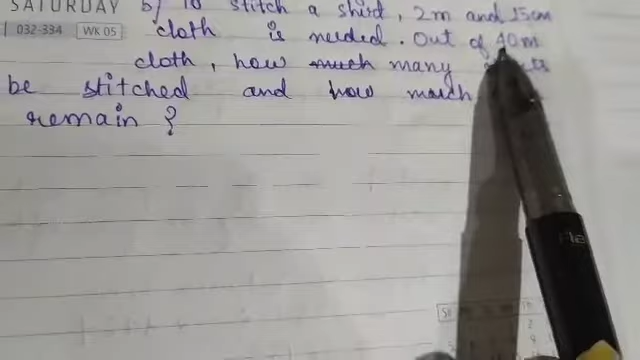 SATURDAY b) To stitch a shirt, 2m and 15cm
032-334 WK 05 cloth is needed. Out of 40m
cloth, how much many
be stitched and how much
remain ?